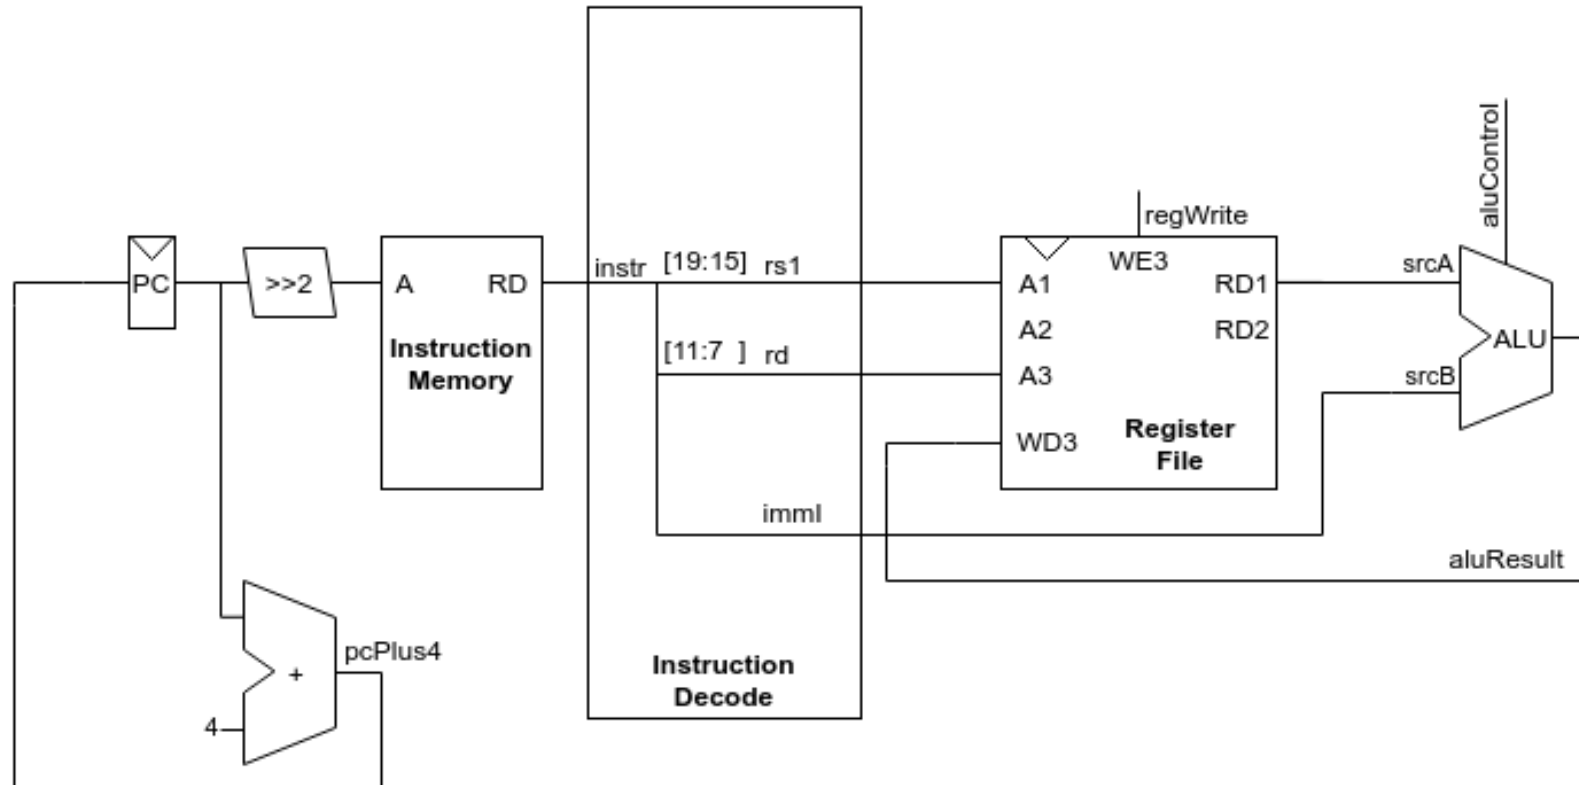 aluControl
regWrite
instr [19:15] rs1
WE3
srcA
PC
>>2
A RD
A1 RD1
A2 RD2
ALU
Instruction
Memory
[11:7 ] rd
A3
srcB
WD3
Register
File
immI
aluResult
pcPlus4
+
4
Instruction
Decode